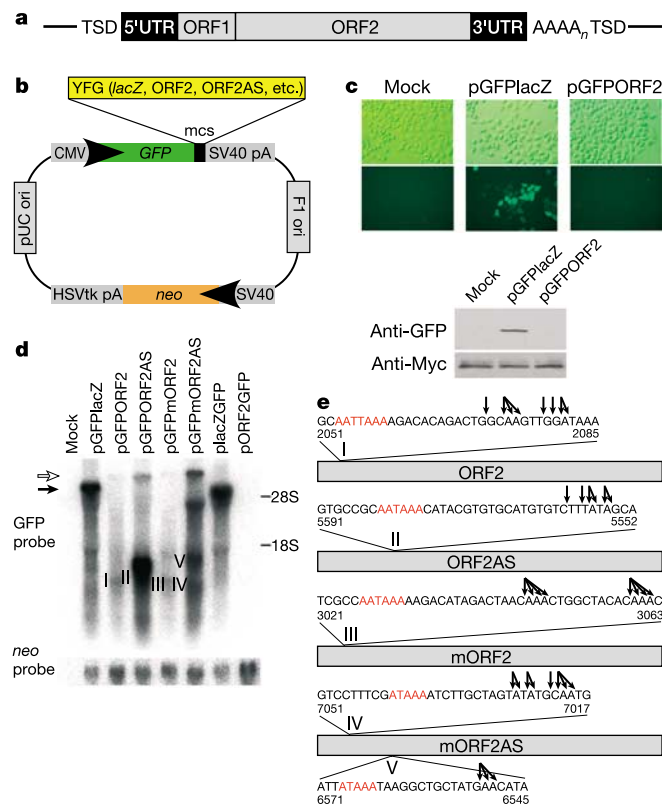 a
TSD 5'UTR ORF1 ORF2 3'UTR AAAAn TSD
b
YFG (lacZ, ORF2, ORF2AS, etc.)
mcs
CMV GFP SV40 pA
pUC ori
F1 ori
HSVtk pA neo SV40
c
Mock pGFPlacZ pGFPORF2
Mock
pGFPlacZ
pGFPORF2
Anti-GFP
Anti-Myc
d
Mock
pGFPlacZ
pGFPORF2
pGFPORF2AS
pGFPmORF2
pGFPmORF2AS
placZGFP
pORF2GFP
28S
18S
GFP
probe
I II III IV V
neo
probe
e
GCAATTAAAAGACACAGACTGGCAAGTTGGATAAA
2051 2085
I
ORF2
GTGCCGCAATAAACATACGTGTGCATGTGTCTTTATAGCA
5591 5552
II
ORF2AS
TCGCCAATAAAAAGACATAGACTAACAAACTGGCTACACAAAC
3021 3063
III
mORF2
GTCCTTTCGATAAAATCTTGCTAGTATATGCAATG
7051 7017
IV
mORF2AS
V
ATTATAAATAAGGCTGCTATGAACATA
6571 6545